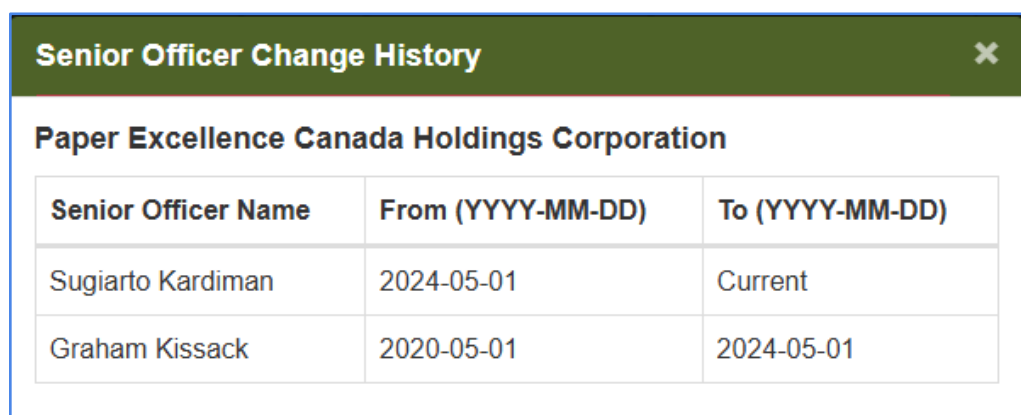 Senior Officer Change History ×
Paper Excellence Canada Holdings Corporation
Senior Officer Name From (YYYY-MM-DD) To (YYYY-MM-DD)
Sugiarto Kardiman 2024-05-01 Current
Graham Kissack 2020-05-01 2024-05-01